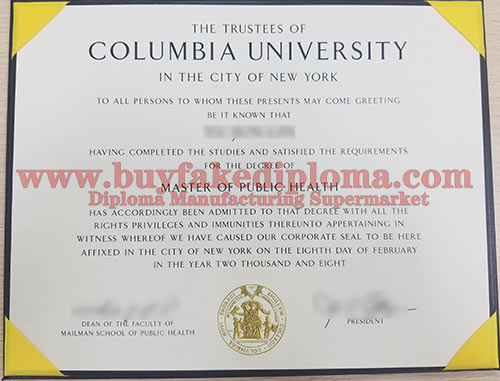 THE TRUSTEES OF
COLUMBIA UNIVERSITY
IN THE CITY OF NEW YORK
TO ALL PERSONS TO WHOM THESE PRESENTS MAY COME GREETING
BE IT KNOWN THAT
HAVING COMPLETED THE STUDIES AND SATISFIED THE REQUIREMENTS
FOR THE DEGREE OF
www.buyfakediploma.com
MASTER OF PUBLIC HEALTH
Diploma Manufacturing Supermarket
HAS ACCORDINGLY BEEN ADMITTED TO THAT DEGREE WITH ALL THE
RIGHTS PRIVILEGES AND IMMUNITIES THEREUNTO APPERTAINING IN
WITNESS WHEREOF WE HAVE CAUSED OUR CORPORATE SEAL TO BE HERE
AFFIXED IN THE CITY OF NEW YORK ON THE EIGHTH DAY OF FEBRUARY
IN THE YEAR TWO THOUSAND AND EIGHT
DEAN OF THE FACULTY OF
MAILMAN SCHOOL OF PUBLIC HEALTH
PRESIDENT